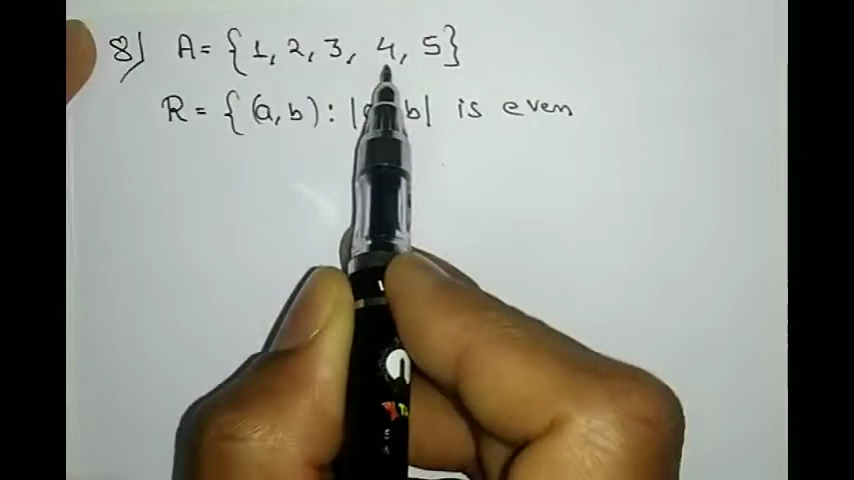 8) A = {1, 2, 3, 4, 5}
R = {(a, b) : | b| is even